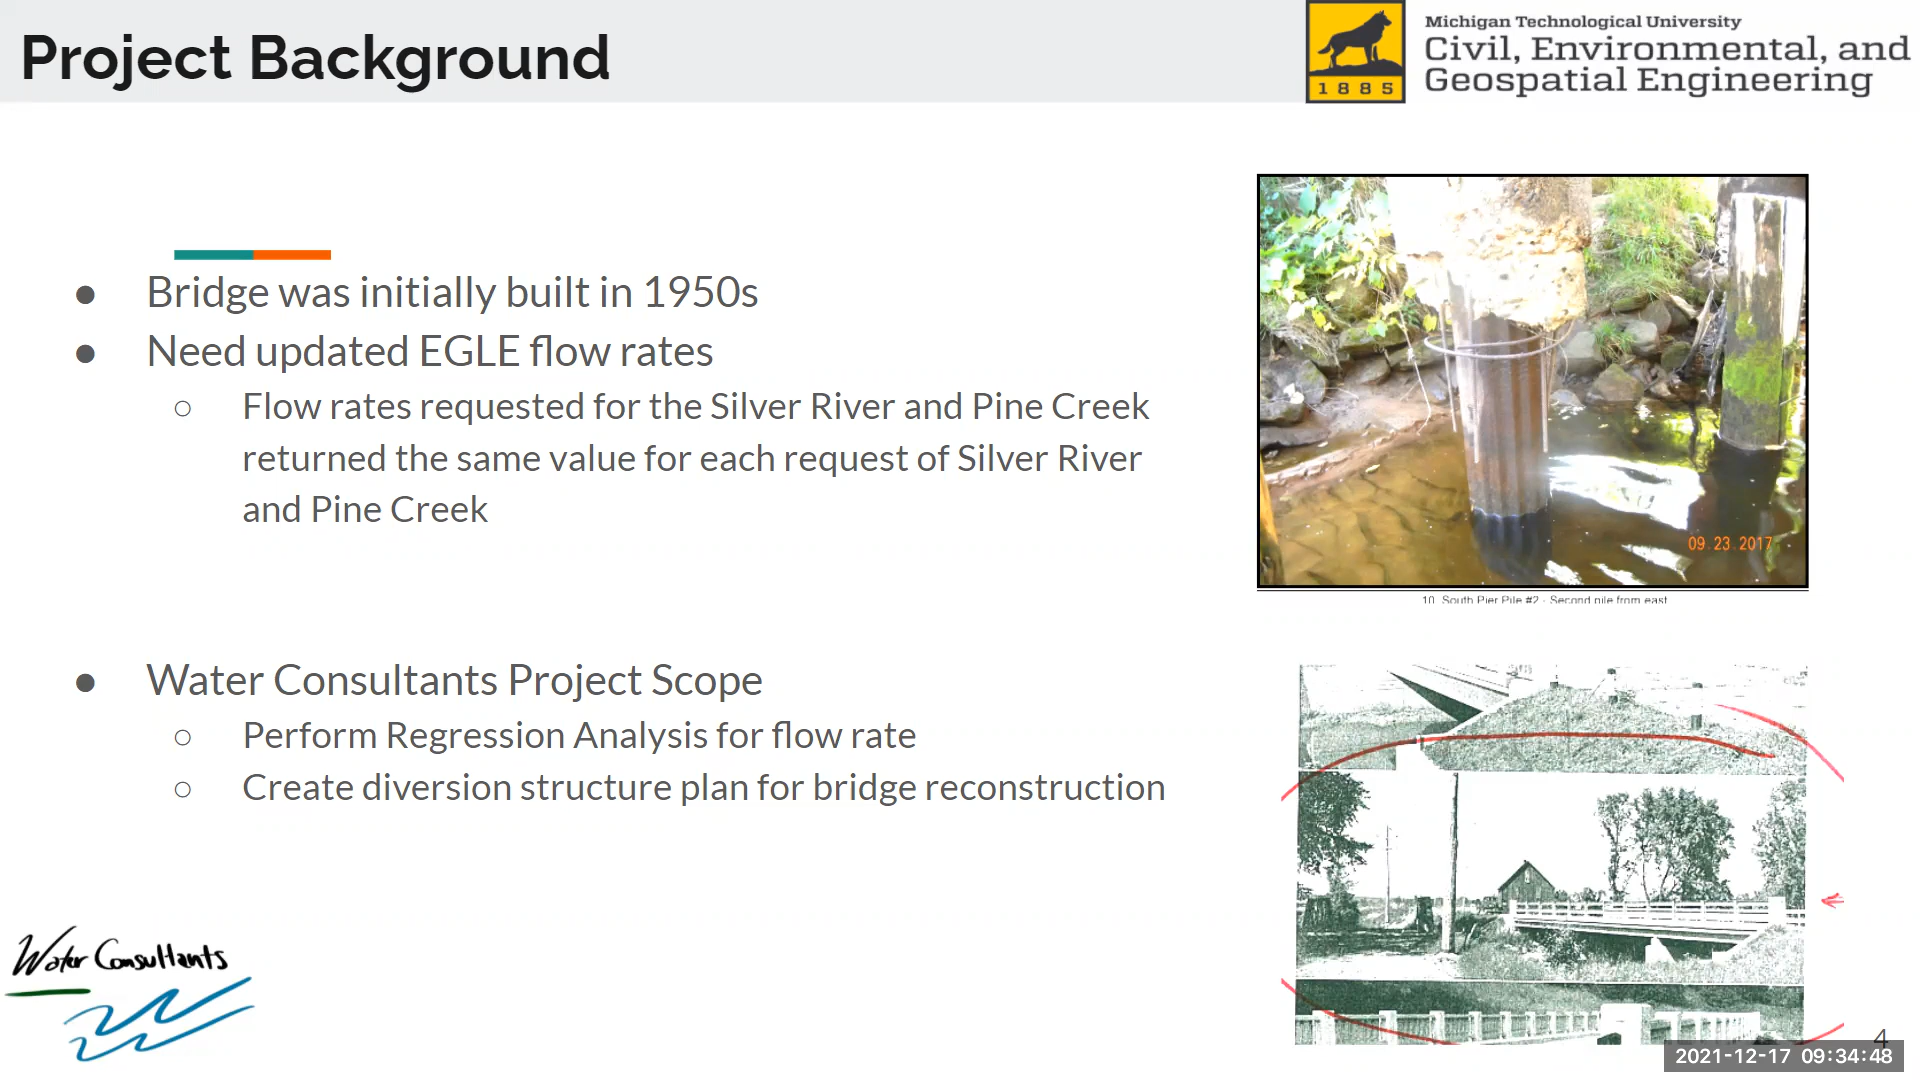 Project Background
1885
Michigan Technological University
Civil, Environmental, and
Geospatial Engineering
● Bridge was initially built in 1950s
● Need updated EGLE flow rates
○ Flow rates requested for the Silver River and Pine Creek
returned the same value for each request of Silver River
and Pine Creek
09.23.2017
10. South Pier Pile #2 - Second pile from east
● Water Consultants Project Scope
○ Perform Regression Analysis for flow rate
○ Create diversion structure plan for bridge reconstruction
Water Consultants
4
2021-12-17 09:34:48